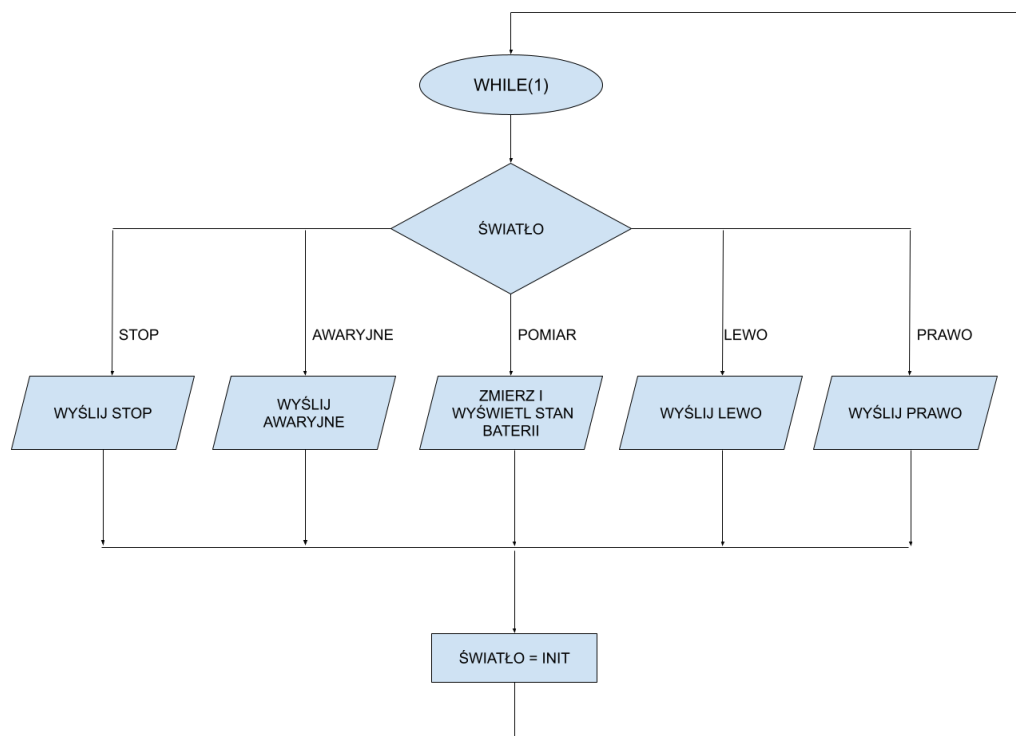 WHILE(1)
ŚWIATŁO
STOP
AWARYJNE
POMIAR
LEWO
PRAWO
WYŚLIJ STOP
WYŚLIJ
AWARYJNE
ZMIERZ I
WYŚWIETL STAN
BATERII
WYŚLIJ LEWO
WYŚLIJ PRAWO
ŚWIATŁO = INIT